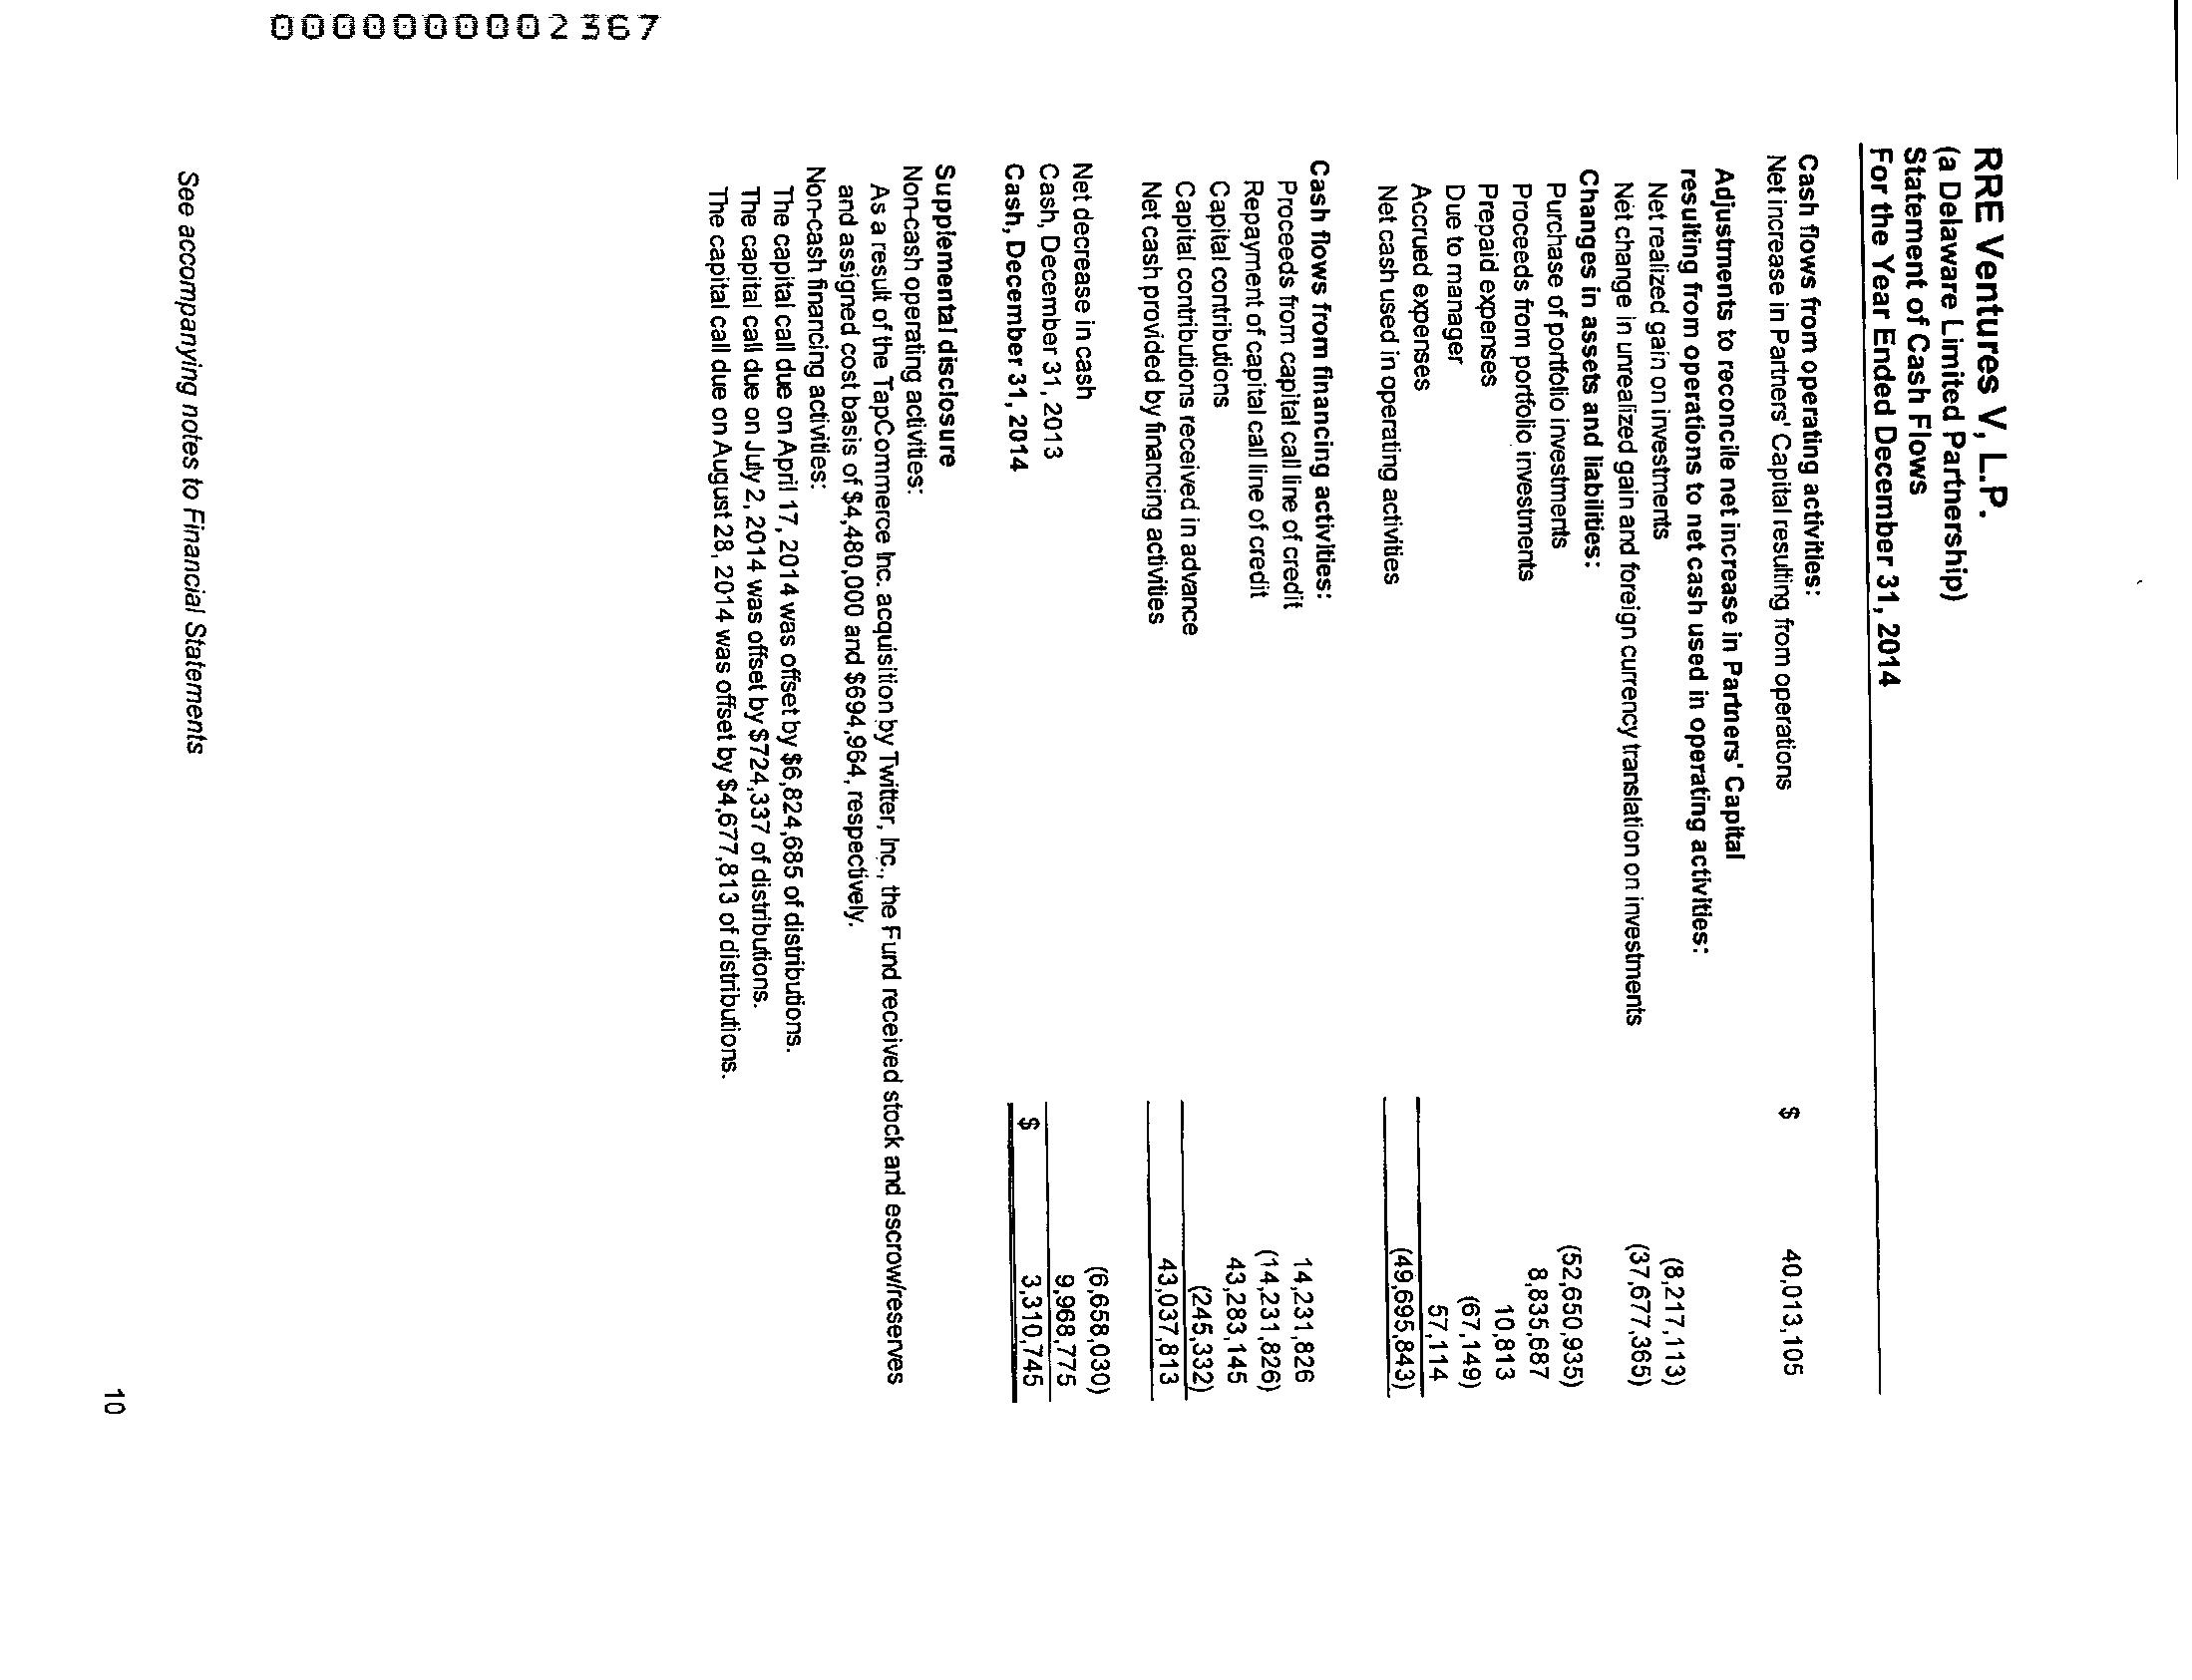 0000000002367
RRE Ventures V, L.P.
(a Delaware Limited Partnership)
Statement of Cash Flows
For the Year Ended December 31, 2014
Cash flows from operating activities:
Net increase in Partners' Capital resulting from operations $ 40,013,105
Adjustments to reconcile net increase in Partners' Capital
resulting from operations to net cash used in operating activities:
Net realized gain on investments (8,217,113)
Net change in unrealized gain and foreign currency translation on investments (37,677,365)
Changes in assets and liabilities:
Purchase of portfolio investments (52,650,935)
Proceeds from portfolio investments 8,835,687
Prepaid expenses 10,813
Due to manager (67,149)
Accrued expenses 57,114
Net cash used in operating activities (49,695,843)
Cash flows from financing activities:
Proceeds from capital call line of credit 14,231,826
Repayment of capital call line of credit (14,231,826)
Capital contributions 43,283,145
Capital contributions received in advance (245,332)
Net cash provided by financing activities 43,037,813
Net decrease in cash (6,658,030)
Cash, December 31, 2013 9,968,775
Cash, December 31, 2014 $ 3,310,745
Supplemental disclosure
Non-cash operating activities:
As a result of the TapCommerce Inc. acquisition by Twitter, Inc., the Fund received stock and escrow/reserves
and assigned cost basis of $4,480,000 and $694,964, respectively.
Non-cash financing activities:
The capital call due on April 17, 2014 was offset by $6,824,685 of distributions.
The capital call due on July 2, 2014 was offset by $724,337 of distributions.
The capital call due on August 28, 2014 was offset by $4,677,813 of distributions.
See accompanying notes to Financial Statements
10